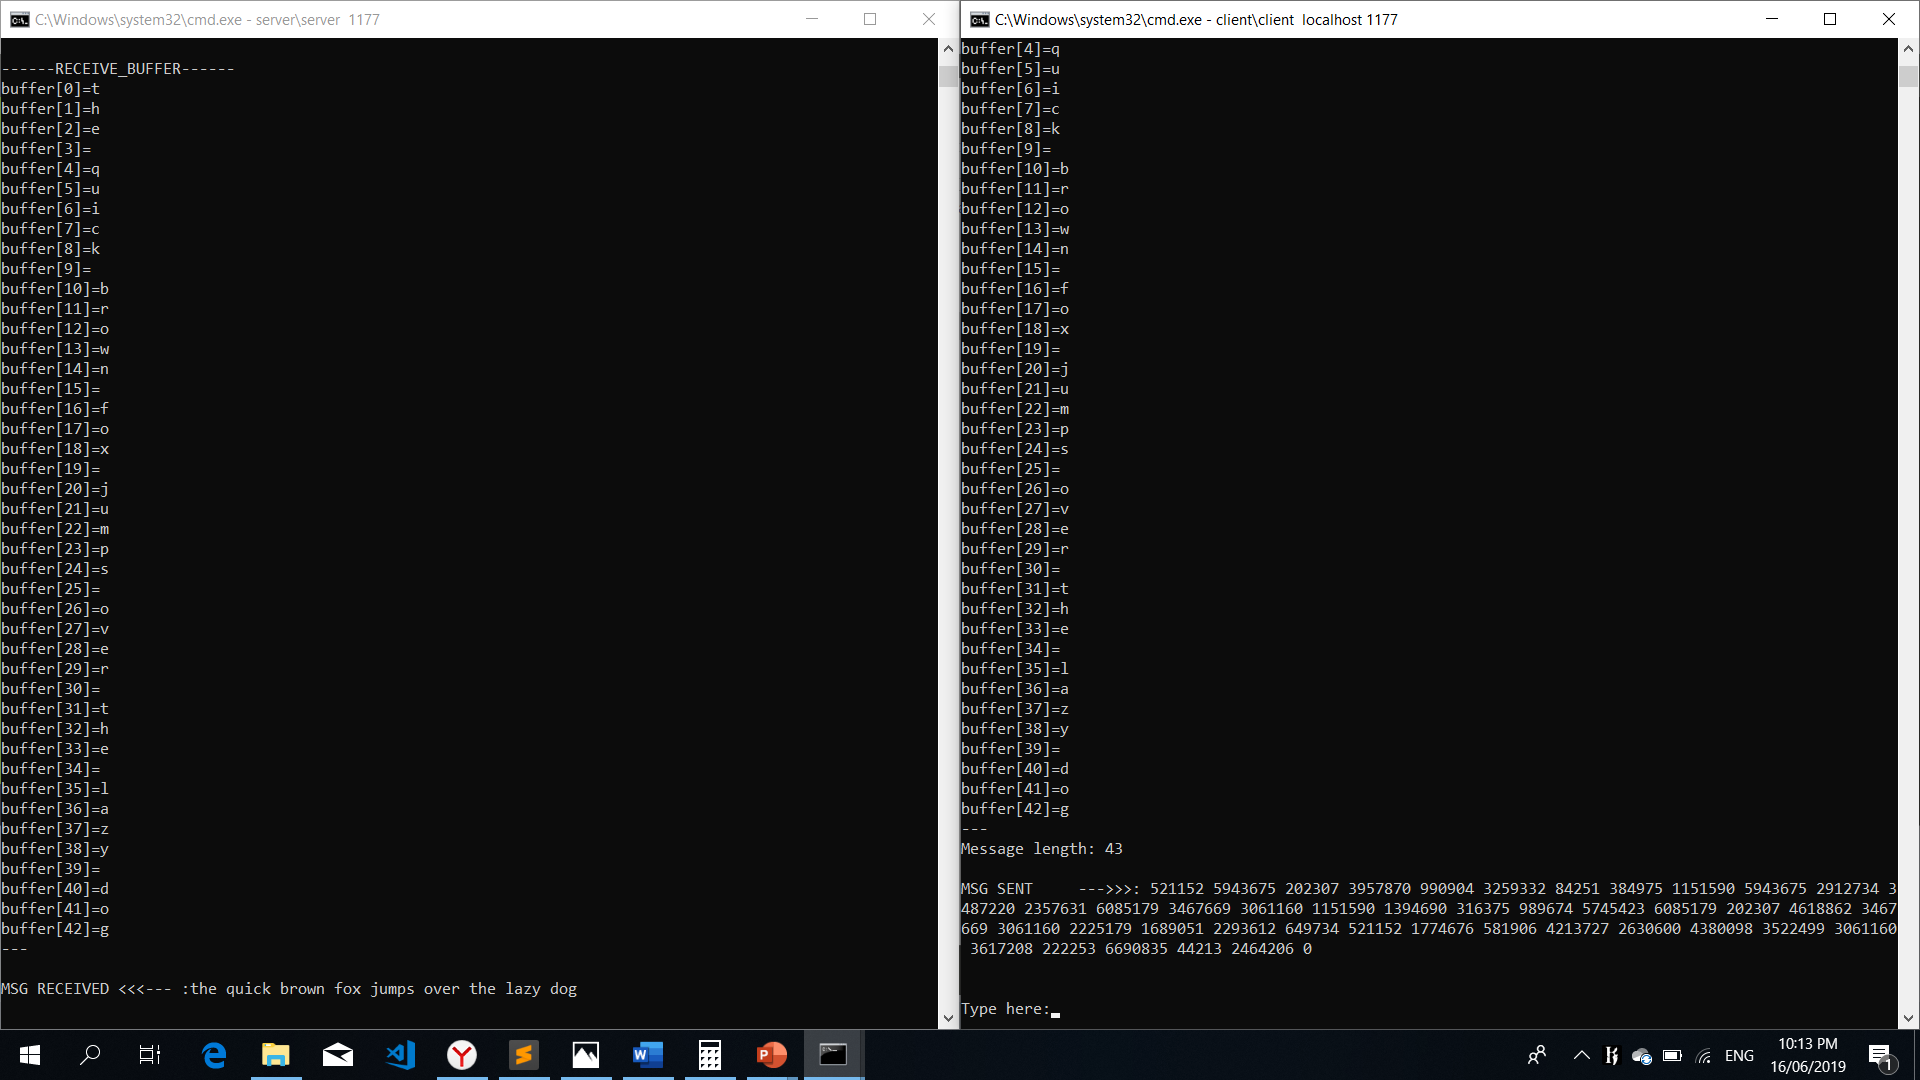 C:\Windows\system32\cmd.exe - server\server 1177
------RECEIVE_BUFFER------
buffer[0]=t
buffer[1]=h
buffer[2]=e
buffer[3]=
buffer[4]=q
buffer[5]=u
buffer[6]=i
buffer[7]=c
buffer[8]=k
buffer[9]=
buffer[10]=b
buffer[11]=r
buffer[12]=o
buffer[13]=w
buffer[14]=n
buffer[15]=
buffer[16]=f
buffer[17]=o
buffer[18]=x
buffer[19]=
buffer[20]=j
buffer[21]=u
buffer[22]=m
buffer[23]=p
buffer[24]=s
buffer[25]=
buffer[26]=o
buffer[27]=v
buffer[28]=e
buffer[29]=r
buffer[30]=
buffer[31]=t
buffer[32]=h
buffer[33]=e
buffer[34]=
buffer[35]=l
buffer[36]=a
buffer[37]=z
buffer[38]=y
buffer[39]=
buffer[40]=d
buffer[41]=o
buffer[42]=g
---
MSG RECEIVED <<<--- :the quick brown fox jumps over the lazy dog
C:\Windows\system32\cmd.exe - client\client localhost 1177
buffer[4]=q
buffer[5]=u
buffer[6]=i
buffer[7]=c
buffer[8]=k
buffer[9]=
buffer[10]=b
buffer[11]=r
buffer[12]=o
buffer[13]=w
buffer[14]=n
buffer[15]=
buffer[16]=f
buffer[17]=o
buffer[18]=x
buffer[19]=
buffer[20]=j
buffer[21]=u
buffer[22]=m
buffer[23]=p
buffer[24]=s
buffer[25]=
buffer[26]=o
buffer[27]=v
buffer[28]=e
buffer[29]=r
buffer[30]=
buffer[31]=t
buffer[32]=h
buffer[33]=e
buffer[34]=
buffer[35]=l
buffer[36]=a
buffer[37]=z
buffer[38]=y
buffer[39]=
buffer[40]=d
buffer[41]=o
buffer[42]=g
---
Message length: 43
MSG SENT --->>>: 521152 5943675 202307 3957870 990904 3259332 84251 384975 1151590 5943675 2912734 3
487220 2357631 6085179 3467669 3061160 1151590 1394690 316375 989674 5745423 6085179 202307 4618862 3467
669 3061160 2225179 1689051 2293612 649734 521152 1774676 581906 4213727 2630600 4380098 3522499 3061160
3617208 222253 6690835 44213 2464206 0
Type here:
ENG
10:13 PM
16/06/2019
1